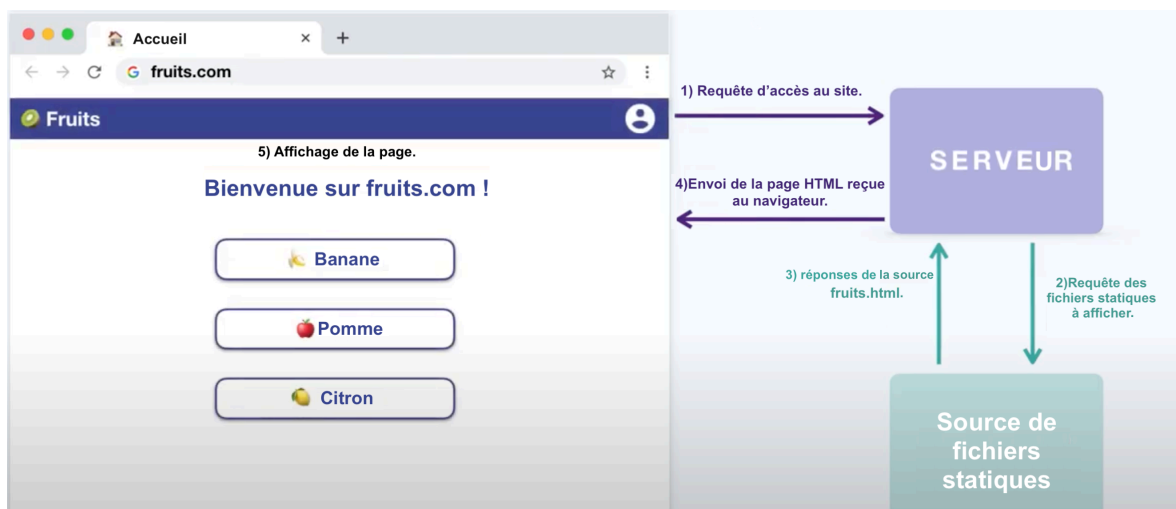 Accueil
fruits.com
Fruits
5) Affichage de la page.
Bienvenue sur fruits.com !
Banane
Pomme
Citron
1) Requête d’accès au site.
SERVEUR
4)Envoi de la page HTML reçue
au navigateur.
3) réponses de la source
fruits.html.
2)Requête des
fichiers statiques
à afficher.
Source de
fichiers
statiques